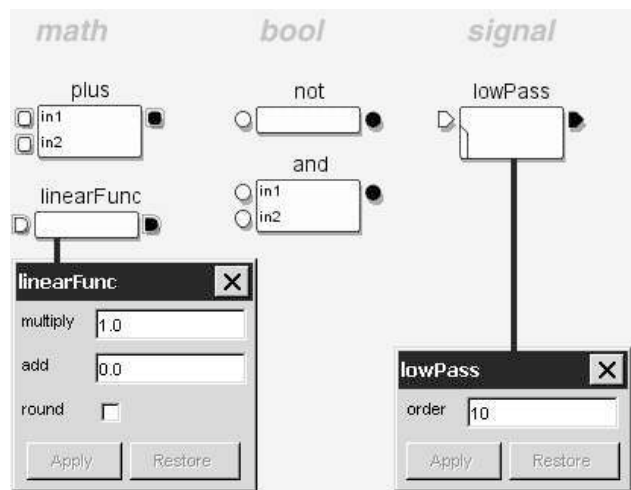 math bool signal
plus not lowPass
in1
in2
and
linearFunc
in1
in2
linearFunc
multiply 1.0
add 0.0
round
Apply Restore
lowPass
order 10
Apply Restore